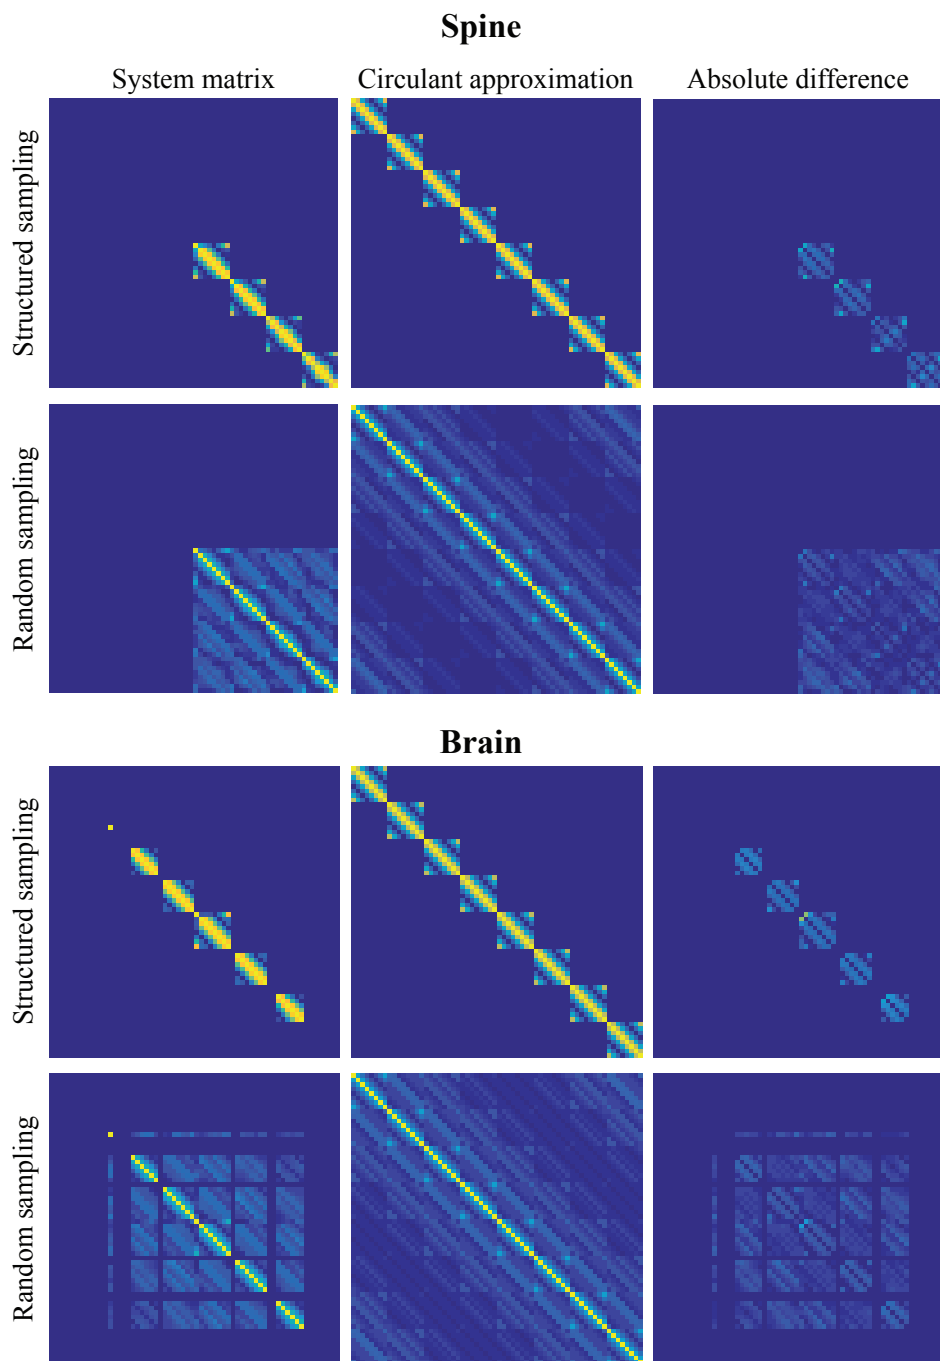 Spine
System matrix
Circulant approximation
Absolute difference
Structured sampling
Random sampling
Brain
Structured sampling
Random sampling